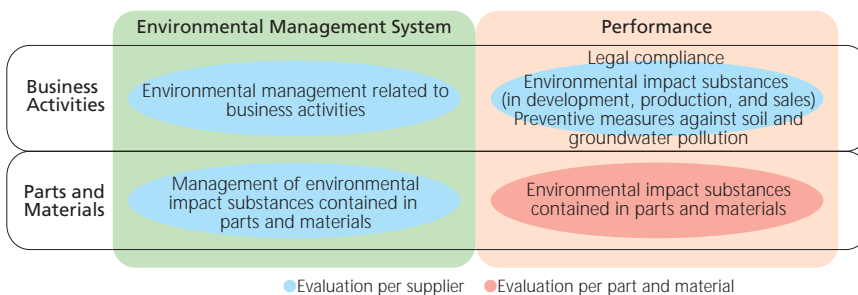 Environmental Management System
Performance
Business
Activities
Environmental management related to
business activities
Legal compliance
Environmental impact substances
(in development, production, and sales)
Preventive measures against soil and
groundwater pollution
Parts and
Materials
Management of environmental
impact substances contained in
parts and materials
Environmental impact substances
contained in parts and materials
Evaluation per supplier
Evaluation per part and material